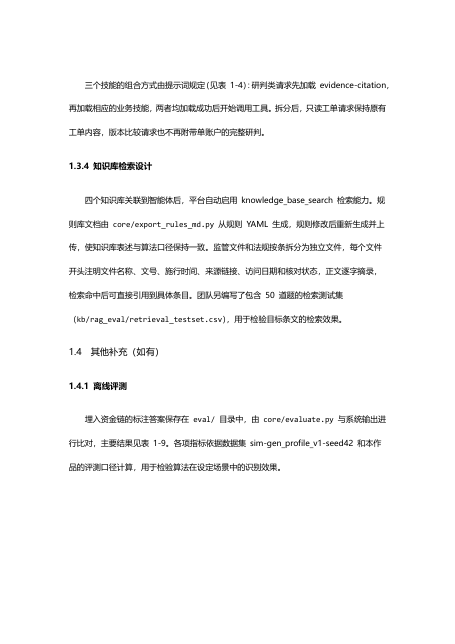 三个技能的组合方式由提示词规定（见表 1-4）：研判类请求先加载 evidence-citation，
再加载相应的业务技能，两者均加载成功后开始调用工具。拆分后，只读工单请求保持原有
工单内容，版本比较请求也不再附带单账户的完整研判。
1.3.4 知识库检索设计
四个知识库关联到智能体后，平台自动启用 knowledge_base_search 检索能力。规
则库文档由 core/export_rules_md.py 从规则 YAML 生成，规则修改后重新生成并上
传，使知识库表述与算法口径保持一致。监管文件和法规按条拆分为独立文件，每个文件
开头注明文件名称、文号、施行时间、来源链接、访问日期和核对状态，正文逐字摘录，
检索命中后可直接引用到具体条目。团队另编写了包含 50 道题的检索测试集
（kb/rag_eval/retrieval_testset.csv），用于检验目标条文的检索效果。
1.4 其他补充（如有）
1.4.1 离线评测
埋入资金链的标注答案保存在 eval/ 目录中，由 core/evaluate.py 与系统输出进
行比对，主要结果见表 1-9。各项指标依据数据集 sim-gen_profile_v1-seed42 和本作
品的评测口径计算，用于检验算法在设定场景中的识别效果。